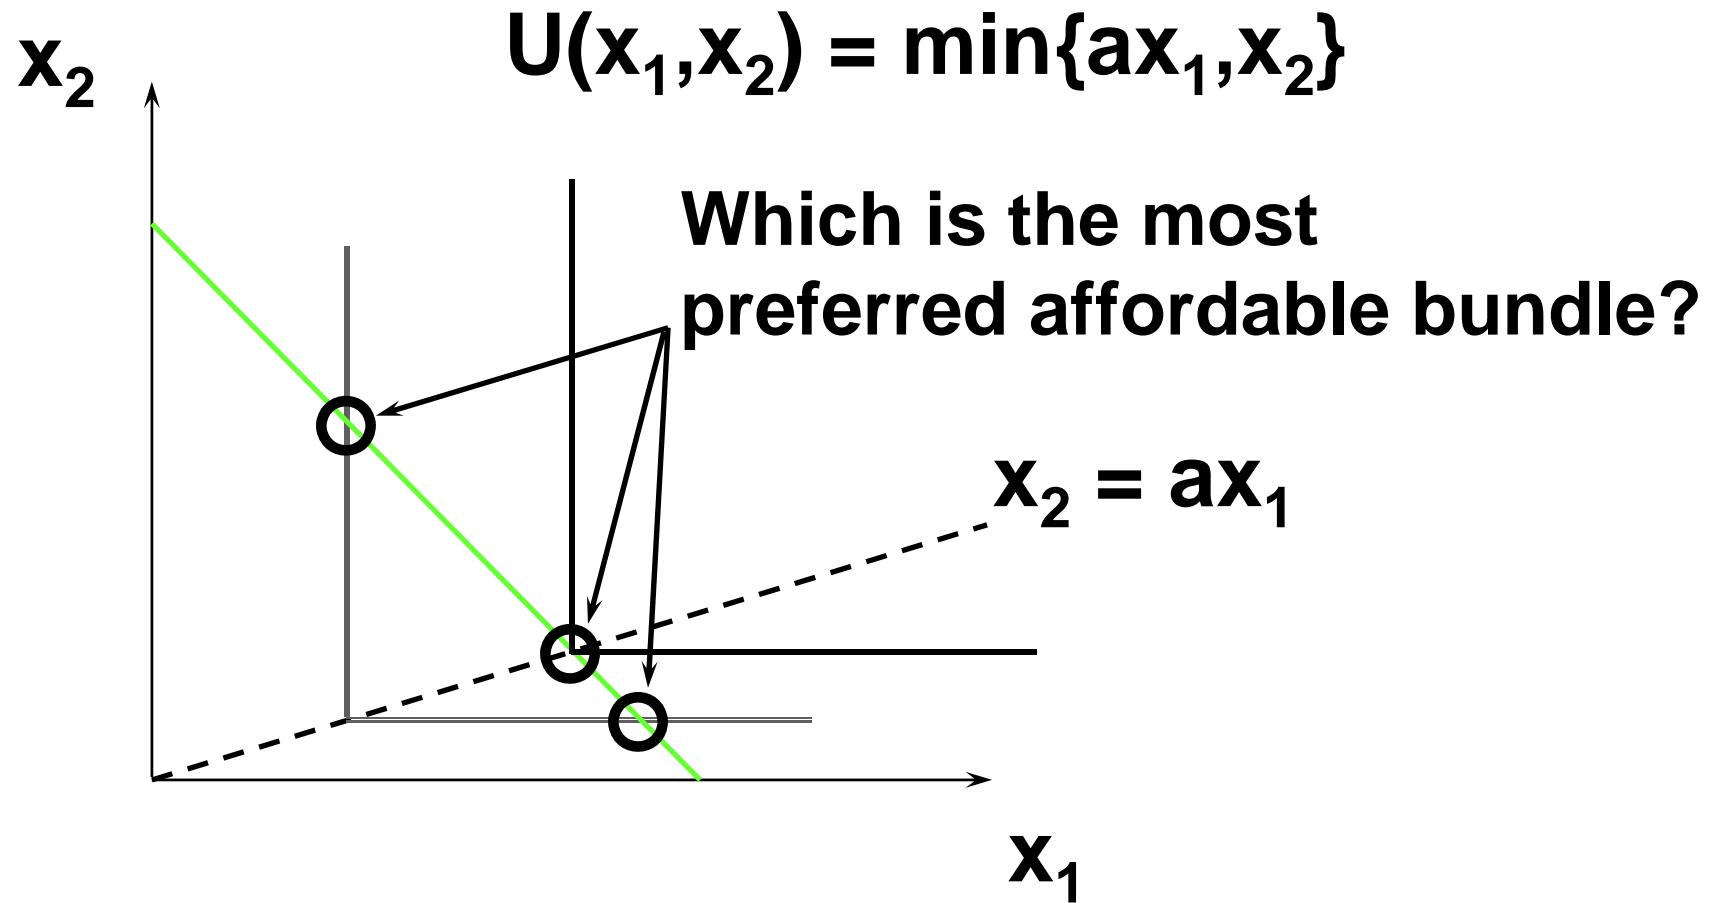 U(x₁,x₂) = min{ax₁,x₂}
x₂
Which is the most
preferred affordable bundle?
x₂ = ax₁
x₁